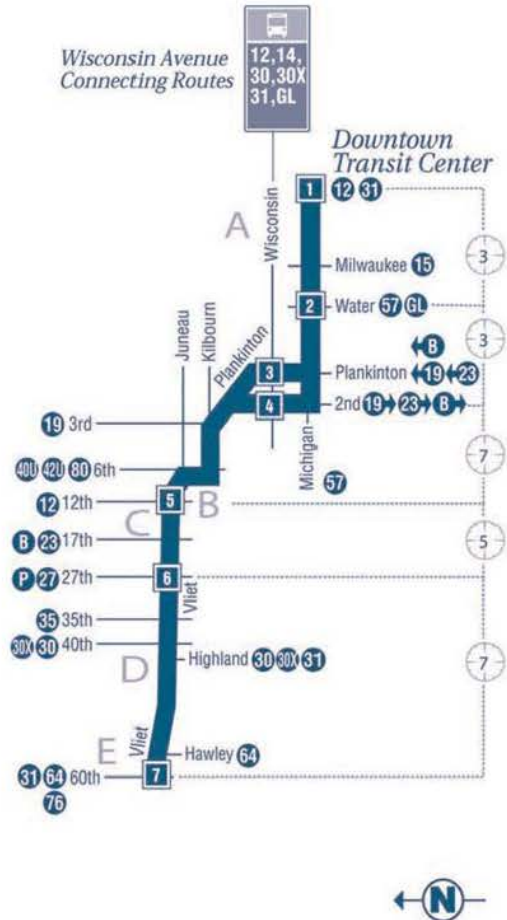 Wisconsin Avenue
Connecting Routes
12,14,
30,30X
31,GL
Downtown
Transit Center
1 12 31
A
Wisconsin
3
Milwaukee 15
2 Water 57 GL
Juneau
Kilbourn
Plankinton
3
B
3
Plankinton 19 23
4
2nd 19 23 B
19 3rd
Michigan
7
40U 42U 80 6th
57
12 12th
5
B
C
B 23 17th
5
P 27 27th
6
Vliet
35 35th
30X 30 40th
D
Highland 30 30X 31
7
E
Vliet
Hawley 64
31 64 60th
7
76
N